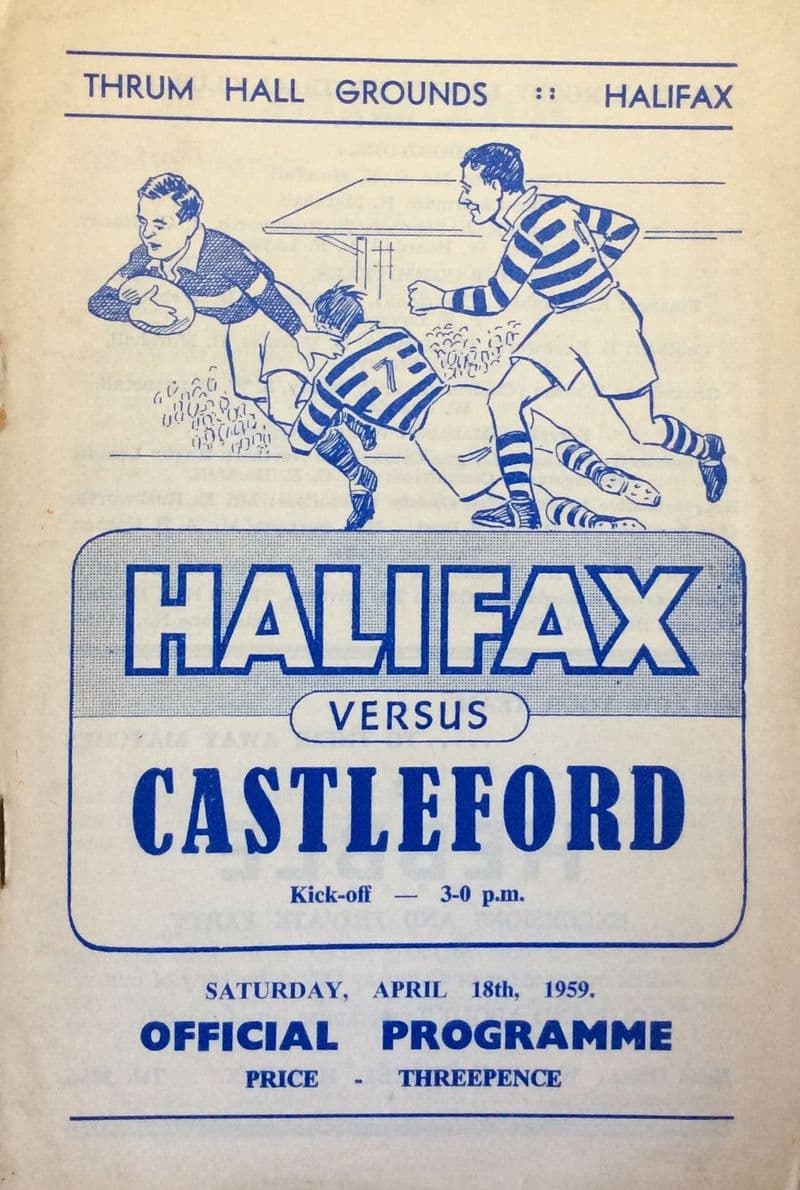 THRUM HALL GROUNDS :: HALIFAX
7
HALIFAX
VERSUS
CASTLEFORD
Kick-off — 3-0 p.m.
SATURDAY, APRIL 18th, 1959.
OFFICIAL PROGRAMME
PRICE - THREEPENCE